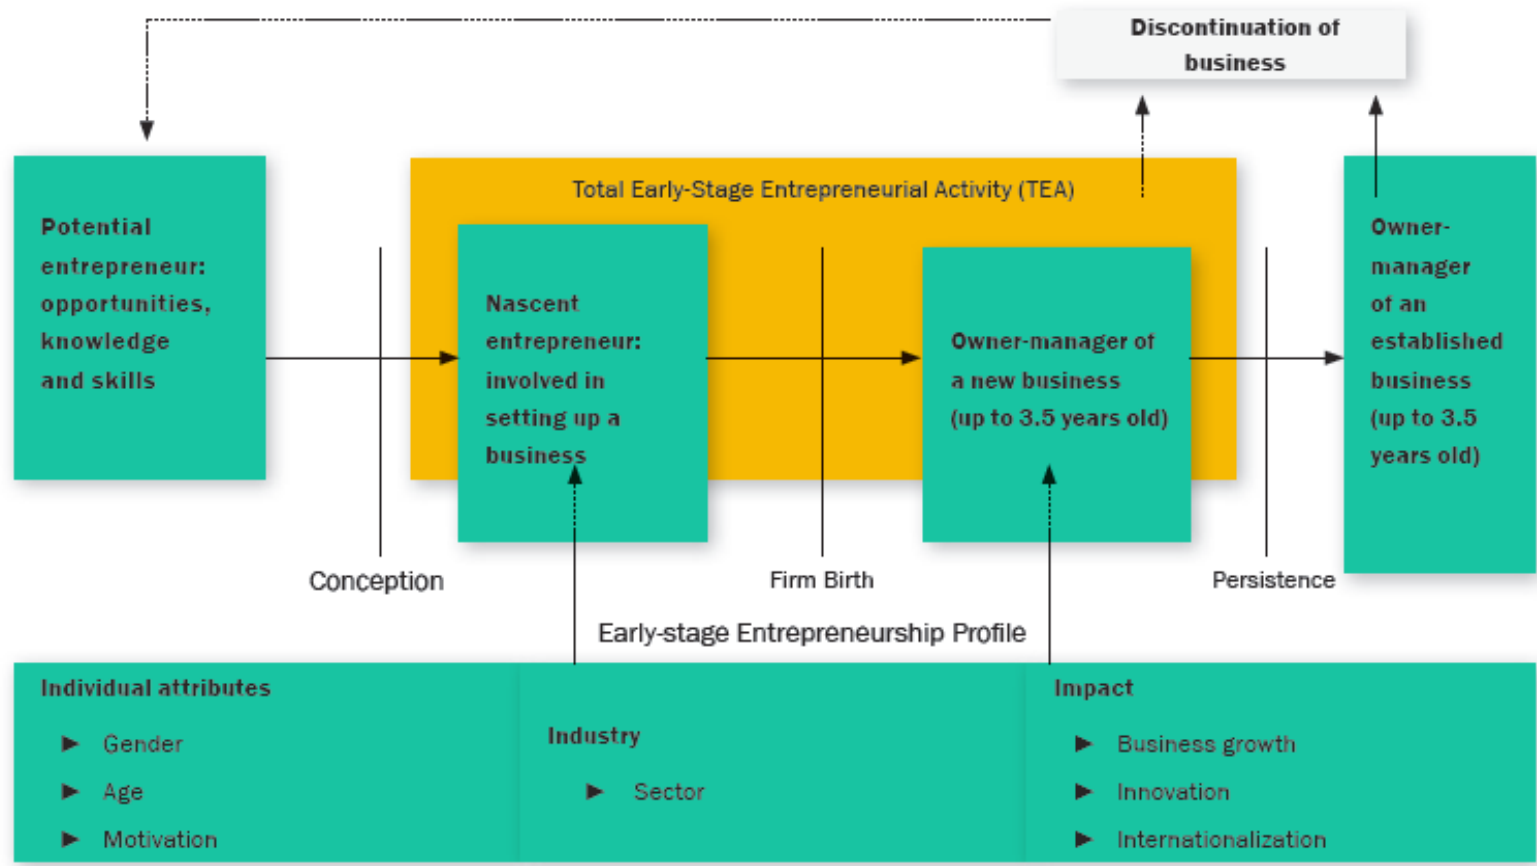 Discontinuation of
business
Total Early-Stage Entrepreneurial Activity (TEA)
Potential
entrepreneur:
opportunities,
knowledge
and skills
Nascent
entrepreneur:
involved in
setting up a
business
Owner-manager of
a new business
(up to 3.5 years old)
Owner-
manager
of an
established
business
(up to 3.5
years old)
Conception
Firm Birth
Persistence
Early-stage Entrepreneurship Profile
Individual attributes
► Gender
► Age
► Motivation
Industry
► Sector
Impact
► Business growth
► Innovation
► Internationalization